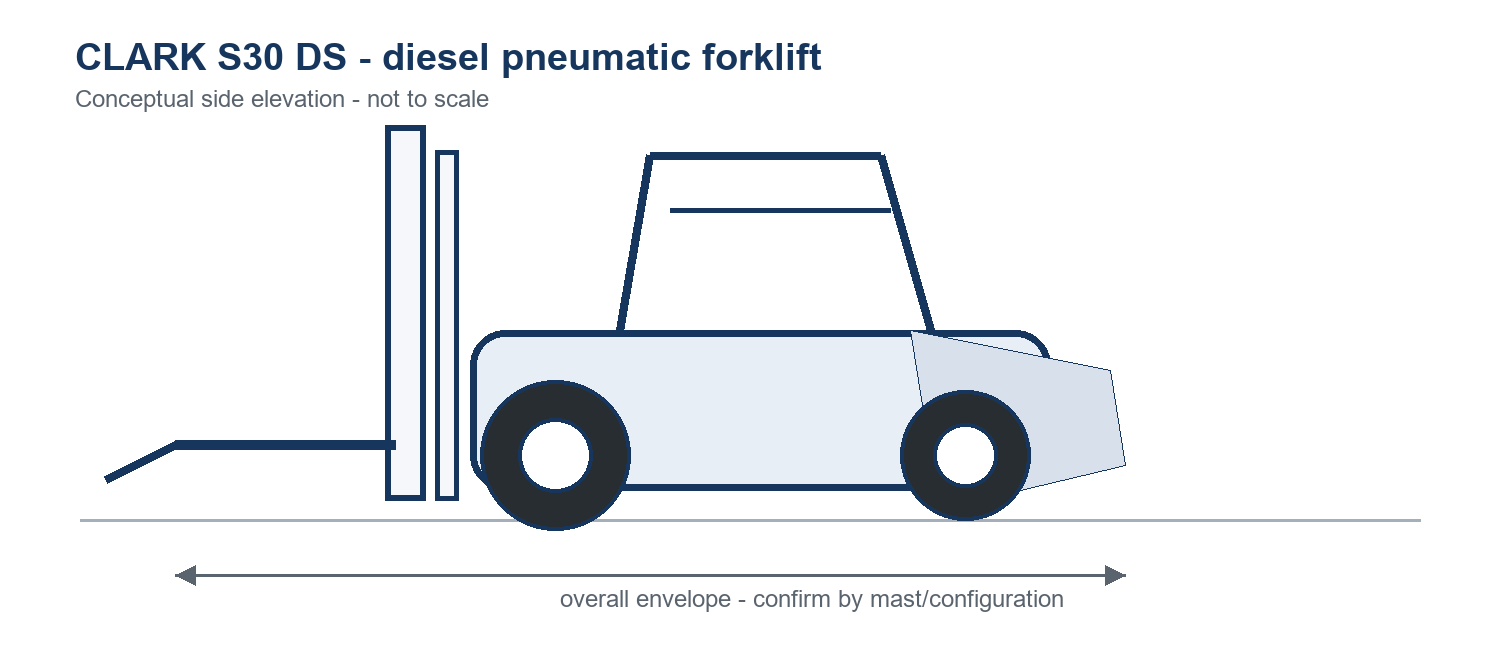 CLARK S30 DS - diesel pneumatic forklift
Conceptual side elevation - not to scale
overall envelope - confirm by mast/configuration